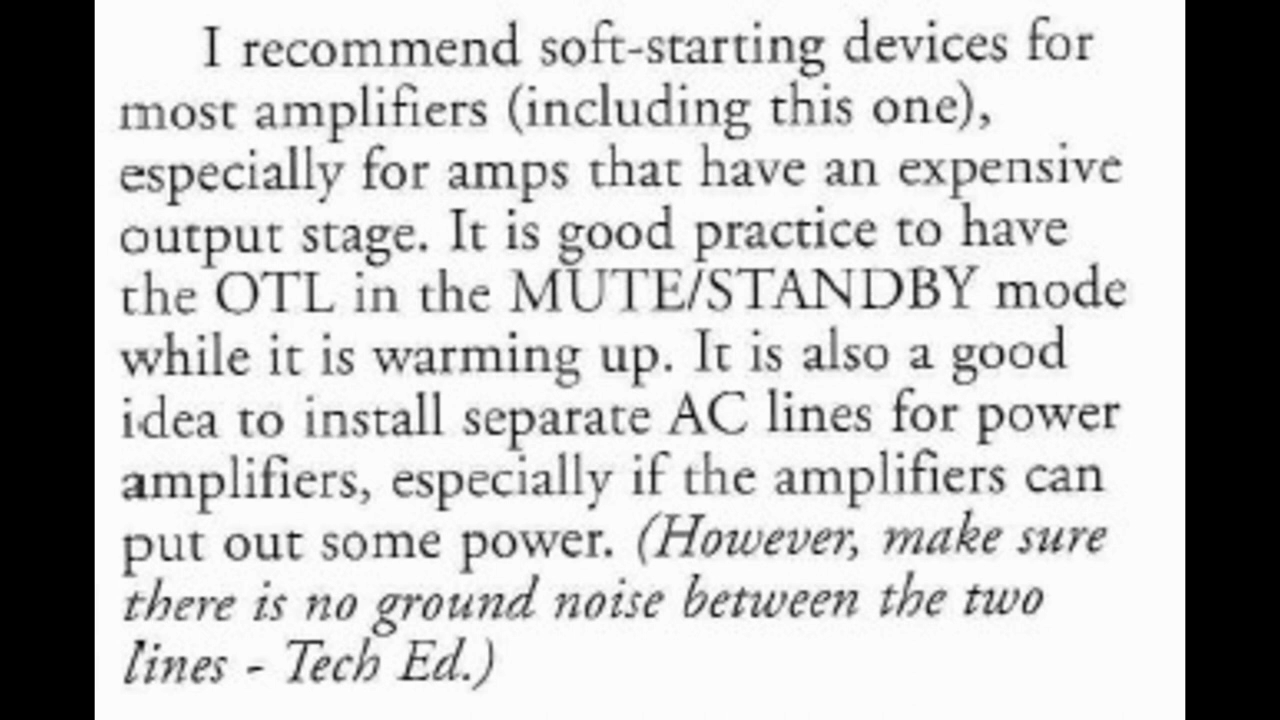 I recommend soft-starting devices for
most amplifiers (including this one),
especially for amps that have an expensive
output stage. It is good practice to have
the OTL in the MUTE/STANDBY mode
while it is warming up. It is also a good
idea to install separate AC lines for power
amplifiers, especially if the amplifiers can
put out some power. (However, make sure
there is no ground noise between the two
lines - Tech Ed.)